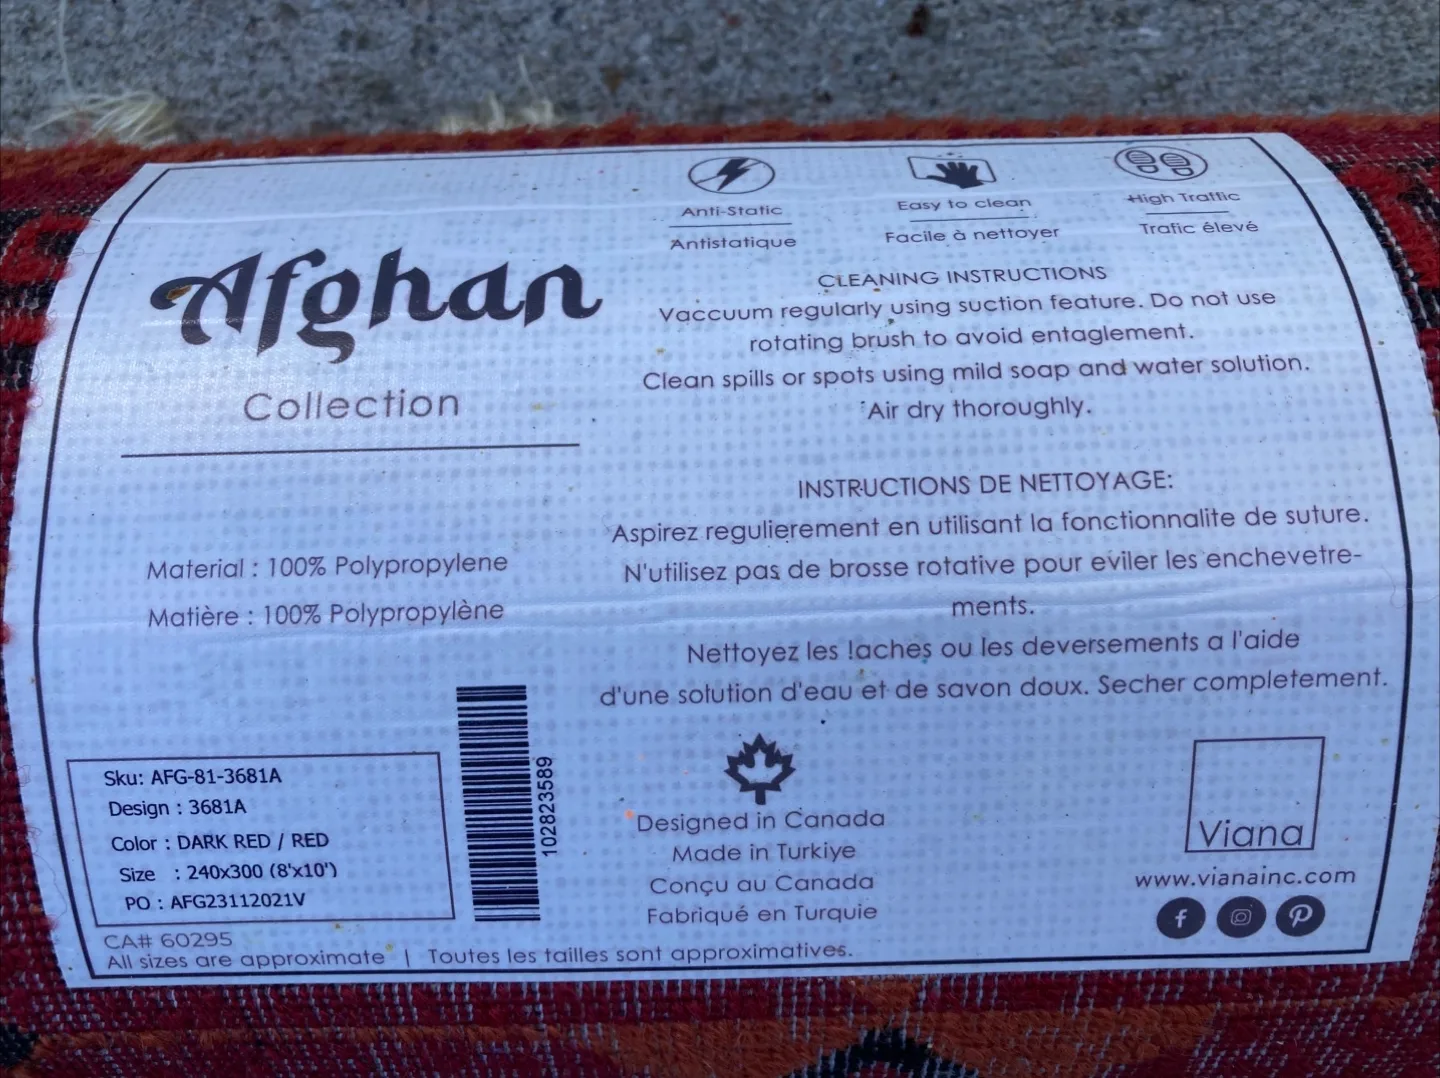 Afghan
Collection
Material : 100% Polypropylene
Matière : 100% Polypropylène
Sku: AFG-81-3681A
Design : 3681A
Color : DARK RED / RED
Size : 240x300 (8'x10')
PO : AFG23112021V
102823589
CA# 60295
All sizes are approximate | Toutes les tailles sont approximatives.
Anti-Static
Antistatique
Easy to clean
Facile à nettoyer
High Traffic
Trafic élevé
CLEANING INSTRUCTIONS
Vaccuum regularly using suction feature. Do not use
rotating brush to avoid entaglement.
Clean spills or spots using mild soap and water solution.
Air dry thoroughly.
INSTRUCTIONS DE NETTOYAGE:
Aspirez regulierement en utilisant la fonctionnalite de suture.
N'utilisez pas de brosse rotative pour eviler les enchevetre-
ments.
Nettoyez les !aches ou les deversements a l'aide
d'une solution d'eau et de savon doux. Secher completement.
Designed in Canada
Made in Turkiye
Conçu au Canada
Fabriqué en Turquie
Viana
www.vianainc.com